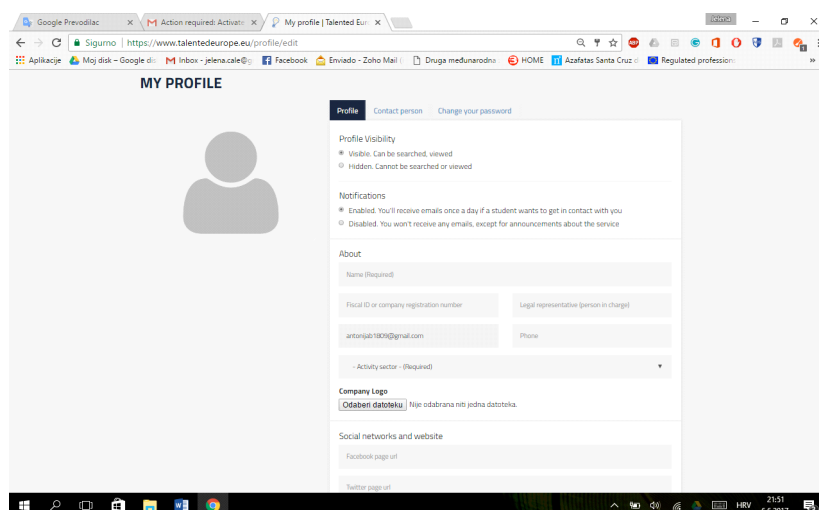 Jelena
Google Prevodilac
Action required: Activate
My profile | Talented Euro
Sigurno | https://www.talentedeurope.eu/profile/edit
Aplikacije Moj disk – Google dis Inbox - jelena.cale@g Facebook Enviado - Zoho Mail ( Druga međunarodna HOME Azafatas Santa Cruz d Regulated profession
MY PROFILE
Profile Contact person Change your password
Profile Visibility
Visible. Can be searched, viewed
Hidden. Cannot be searched or viewed
Notifications
Enabled. You'll receive emails once a day if a student wants to get in contact with you
Disabled. You won't receive any emails, except for announcements about the service
About
Name (Required)
Fiscal ID or company registration number Legal representative (person in charge)
antonijab1809@gmail.com Phone
- Activity sector - (Required)
Company Logo
Odaberi datoteku Nije odabrana niti jedna datoteka.
Social networks and website
Facebook page url
Twitter page url
HRV 21:51